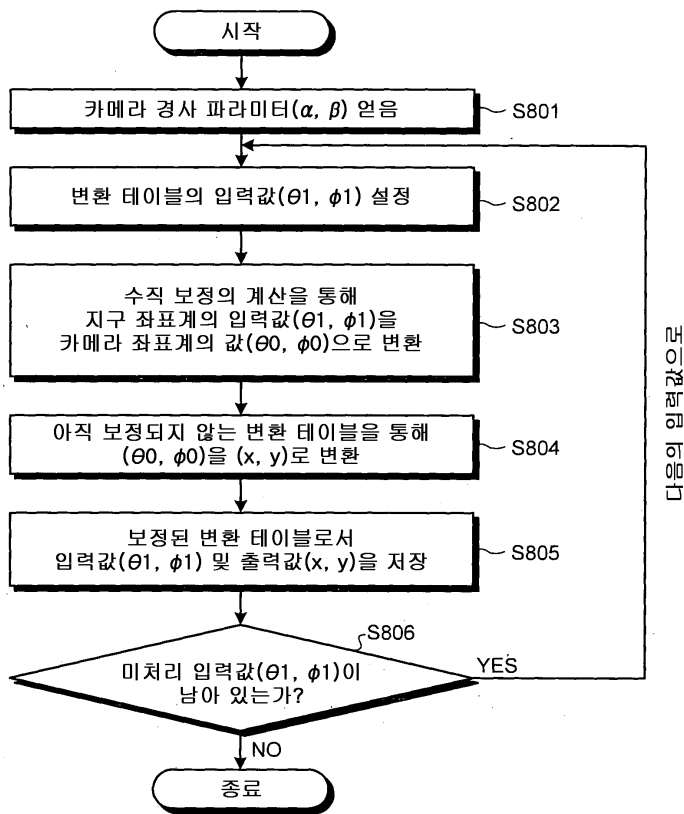 시작
카메라 경사 파라미터(α, β) 얻음
S801
변환 테이블의 입력값(θ1, φ1) 설정
S802
수직 보정의 계산을 통해
지구 좌표계의 입력값(θ1, φ1)을
카메라 좌표계의 값(θ0, φ0)으로 변환
S803
아직 보정되지 않는 변환 테이블을 통해
(θ0, φ0)을 (x, y)로 변환
S804
보정된 변환 테이블로서
입력값(θ1, φ1) 및 출력값(x, y)을 저장
S805
S806
미처리 입력값(θ1, φ1)이
남아 있는가?
YES
다음의 입력값으로
NO
종료